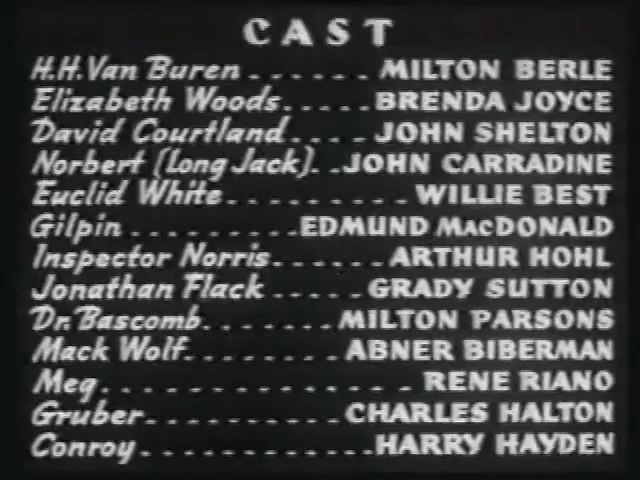 CAST
H.H. Van Buren . . . . . . MILTON BERLE
Elizabeth Woods. . . . . BRENDA JOYCE
David Courtland . . . . JOHN SHELTON
Norbert (Long Jack). . JOHN CARRADINE
Euclid White. . . . . . . . . WILLIE BEST
Gilpin . . . . . . . . . EDMUND MACDONALD
Inspector Norris. . . . . . ARTHUR HOHL
Jonathan Flack . . . . . GRADY SUTTON
Dr. Bascomb. . . . . . . MILTON PARSONS
Mack Wolf. . . . . . . . ABNER BIBERMAN
Meg. . . . . . . . . . . . . . . RENE RIANO
Gruber. . . . . . . . . . CHARLES HALTON
Conroy . . . . . . . . . . . . HARRY HAYDEN